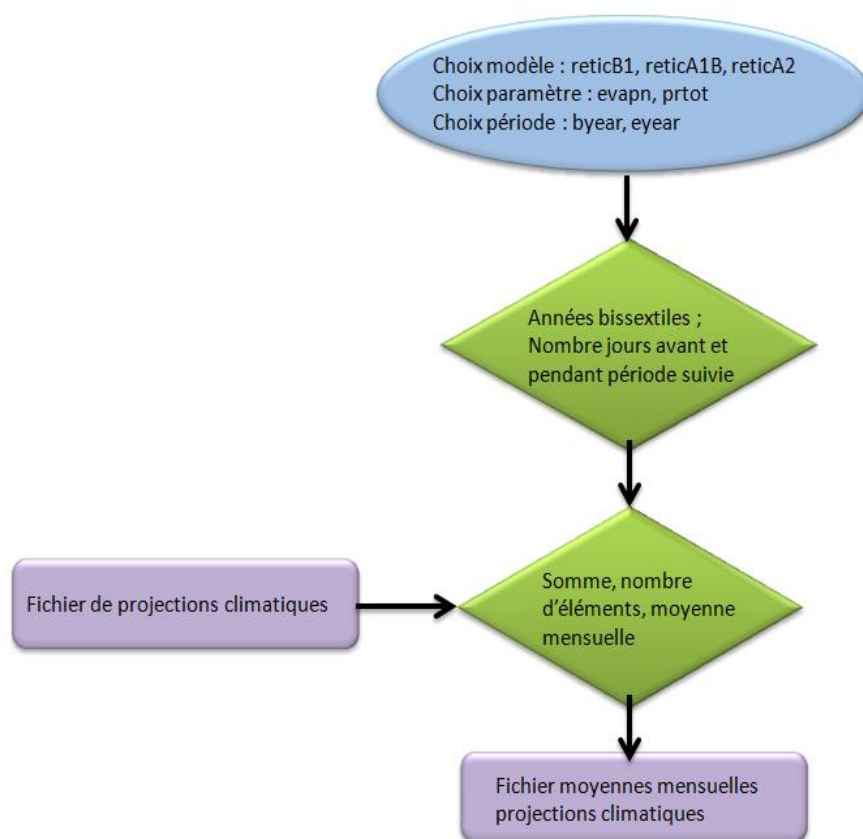 Choix modèle : reticB1, reticA1B, reticA2
Choix paramètre : evapn, prtot
Choix période : byear, eyear
Années bissextiles ;
Nombre jours avant et
pendant période suivie
Fichier de projections climatiques
Somme, nombre
d’éléments, moyenne
mensuelle
Fichier moyennes mensuelles
projections climatiques